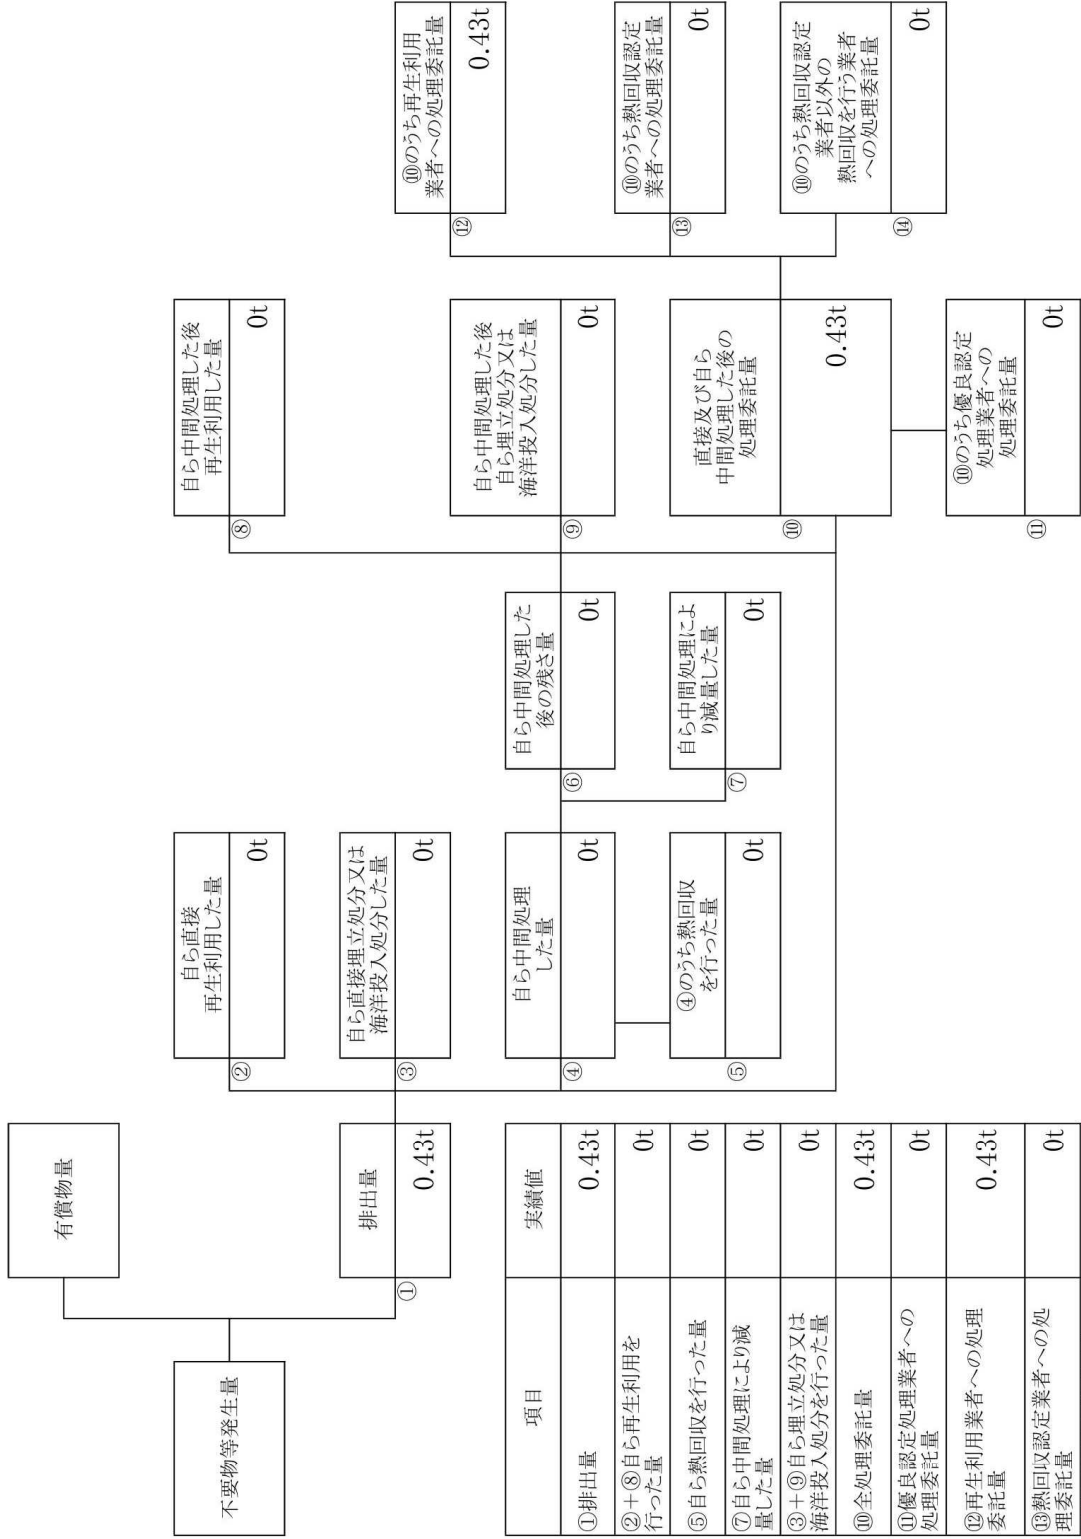 不要物等発生量
有償物量
排出量
0.43t
①
②
自ら直接
再生利用した量
0t
③
自ら直接埋立処分又は
海洋投入処分した量
0t
④
自ら中間処理
した量
0t
⑤
④のうち熱回収
を行った量
0t
⑥
自ら中間処理した
後の残さ量
0t
⑦
自ら中間処理によ
り減量した量
0t
⑧
自ら中間処理した後
再生利用した量
0t
⑨
自ら中間処理した後
自ら埋立処分又は
海洋投入処分した量
0t
⑩
直接及び自ら
中間処理した後の
処理委託量
0.43t
⑪
⑩のうち優良認定
処理業者への
処理委託量
0t
⑫
⑩のうち再生利用
業者への処理委託量
0.43t
⑬
⑩のうち熱回収認定
業者への処理委託量
0t
⑭
⑩のうち熱回収認定
業者以外の
熱回収を行う業者
への処理委託量
0t
項目 実績値
①排出量 0.43t
②+⑧自ら再生利用を
行った量 0t
⑤自ら熱回収を行った量 0t
⑦自ら中間処理により減
量した量 0t
③+⑨自ら埋立処分又は
海洋投入処分を行った量 0t
⑩全処理委託量 0.43t
⑪優良認定処理業者への
処理委託量 0t
⑫再生利用業者への処理
委託量 0.43t
⑬熱回収認定業者への処
理委託量 0t